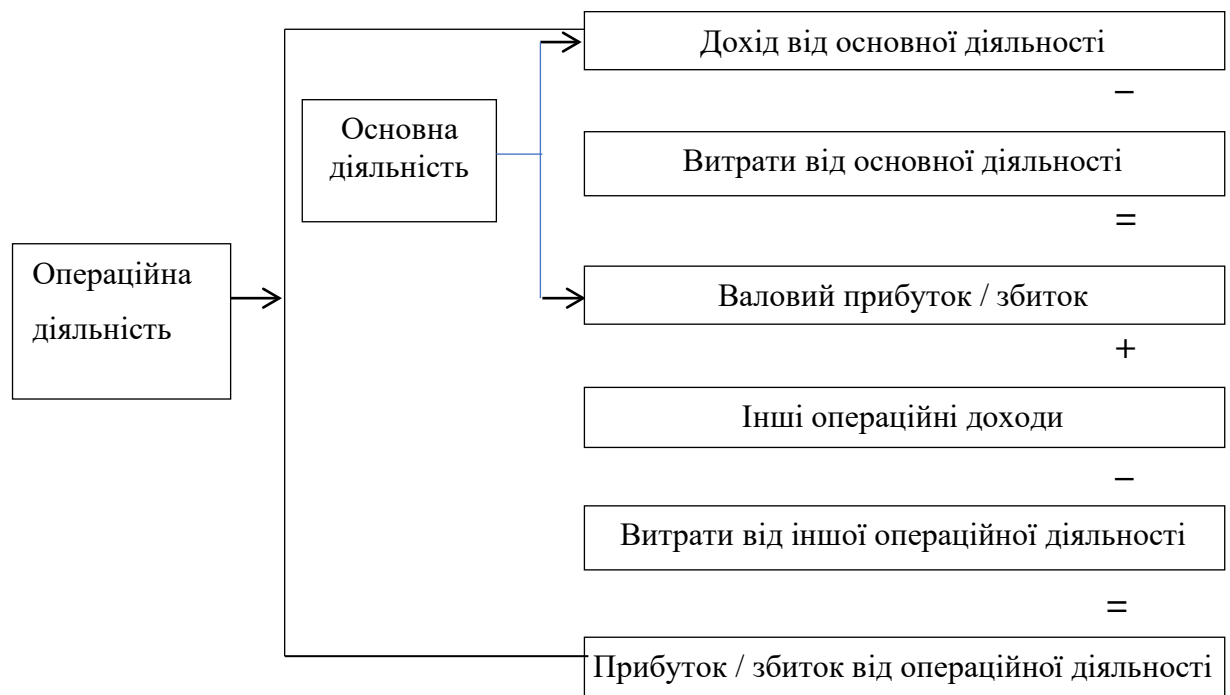 Дохід від основної діяльності
–
Основна
діяльність
Витрати від основної діяльності
=
Операційна
діяльність
Валовий прибуток / збиток
+
Інші операційні доходи
–
Витрати від іншої операційної діяльності
=
Прибуток / збиток від операційної діяльності